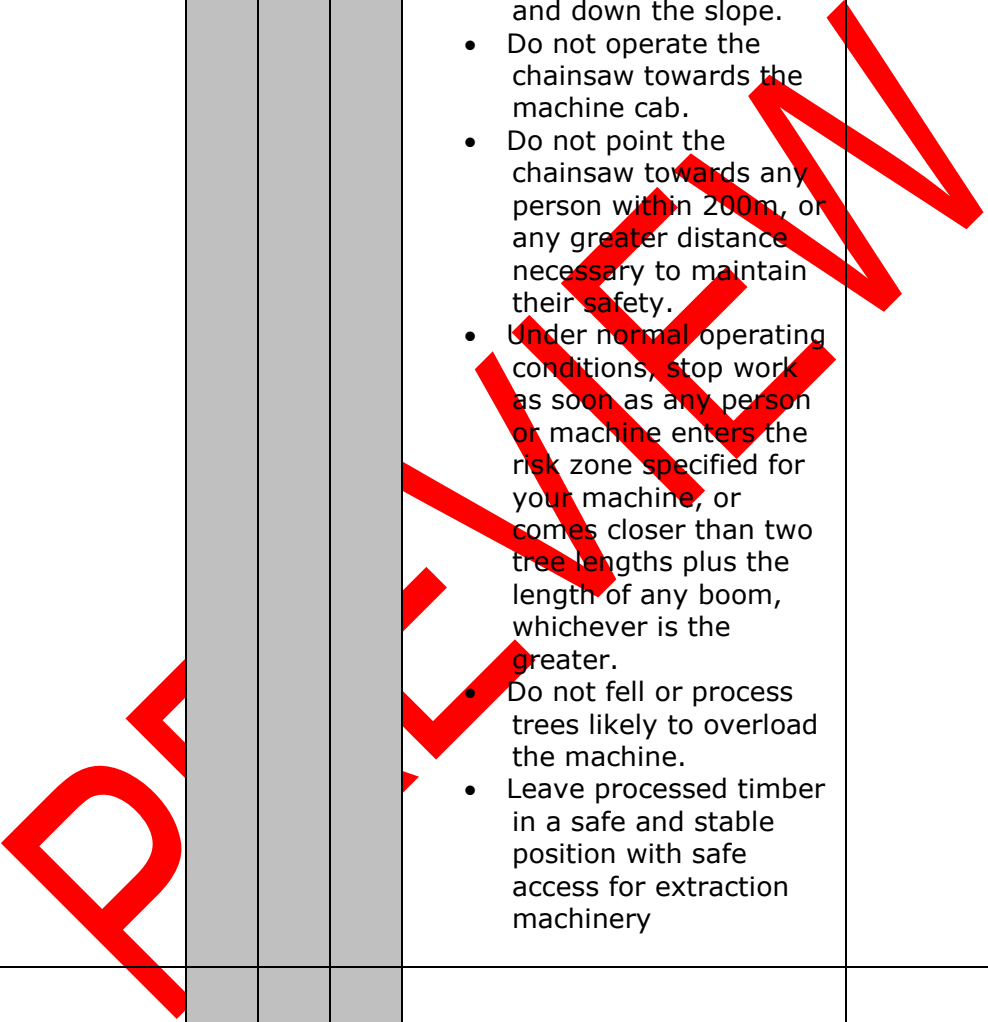 and down the slope.
• Do not operate the
chainsaw towards the
machine cab.
• Do not point the
chainsaw towards any
person within 200m, or
any greater distance
necessary to maintain
their safety.
• Under normal operating
conditions, stop work
as soon as any person
or machine enters the
risk zone specified for
your machine, or
comes closer than two
tree lengths plus the
length of any boom,
whichever is the
greater.
• Do not fell or process
trees likely to overload
the machine.
• Leave processed timber
in a safe and stable
position with safe
access for extraction
machinery
PREVIEW